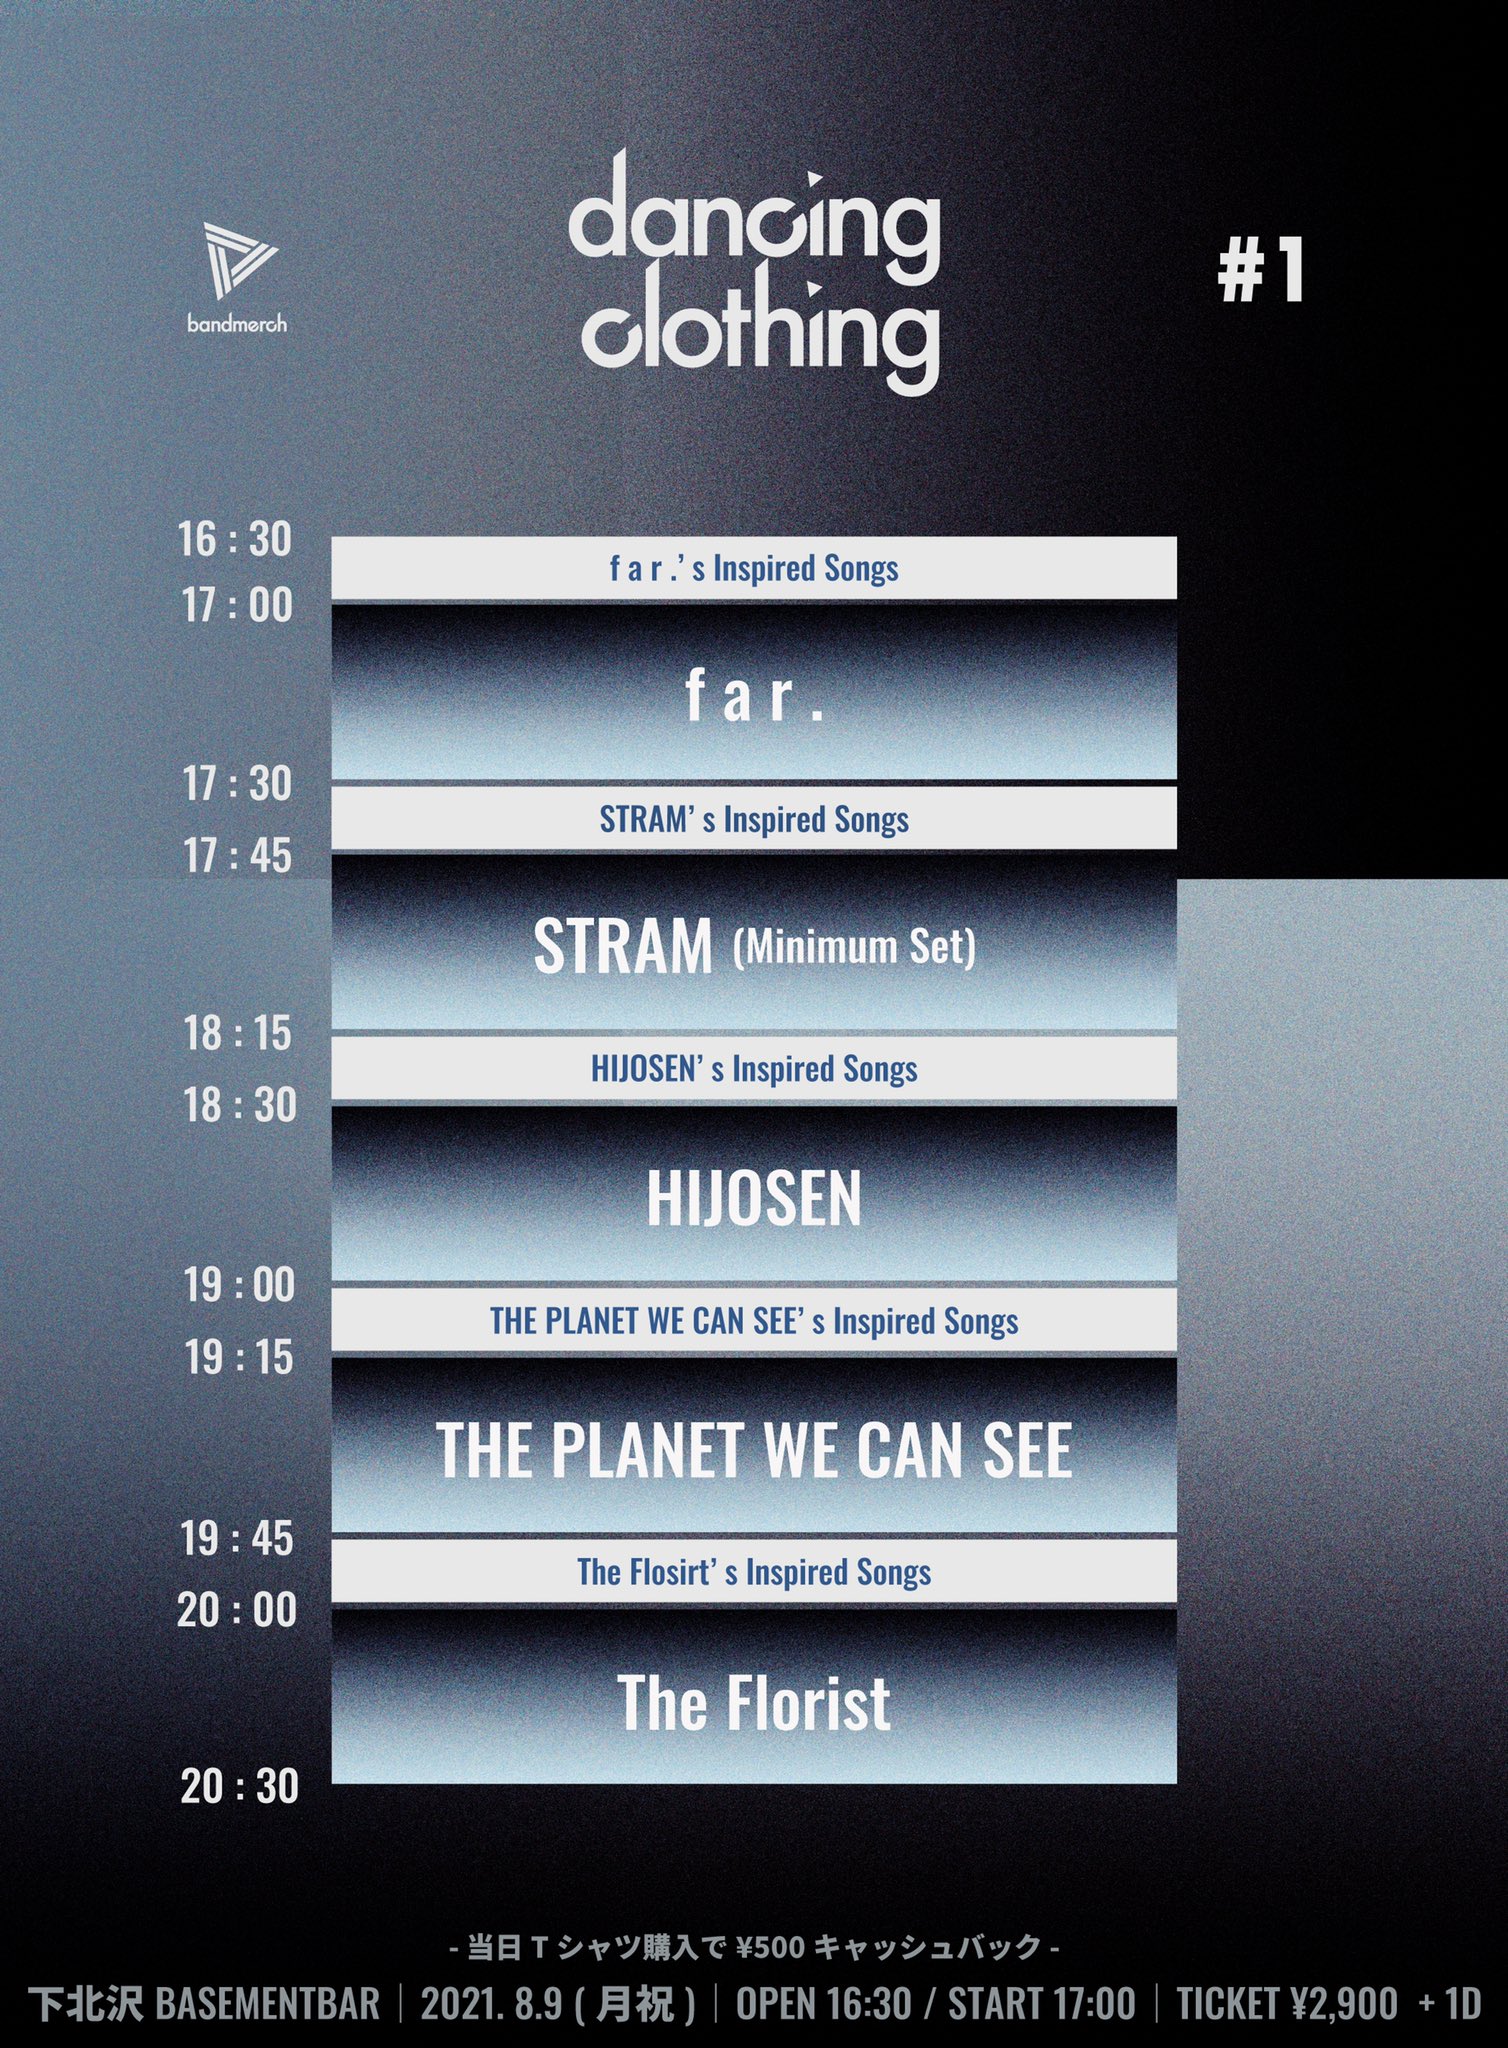 dancing
clothing
bandmerch
#1
16 : 30
f a r .’ s Inspired Songs
17 : 00
f a r .
17 : 30
STRAM’ s Inspired Songs
17 : 45
STRAM (Minimum Set)
18 : 15
HIJOSEN’ s Inspired Songs
18 : 30
HIJOSEN
19 : 00
THE PLANET WE CAN SEE’ s Inspired Songs
19 : 15
THE PLANET WE CAN SEE
19 : 45
The Flosirt’ s Inspired Songs
20 : 00
The Florist
20 : 30
- 当日 T シャツ購入で ¥500 キャッシュバック -
下北沢 BASEMENTBAR｜2021. 8.9 ( 月祝 )｜OPEN 16:30 / START 17:00｜TICKET ¥2,900 + 1D